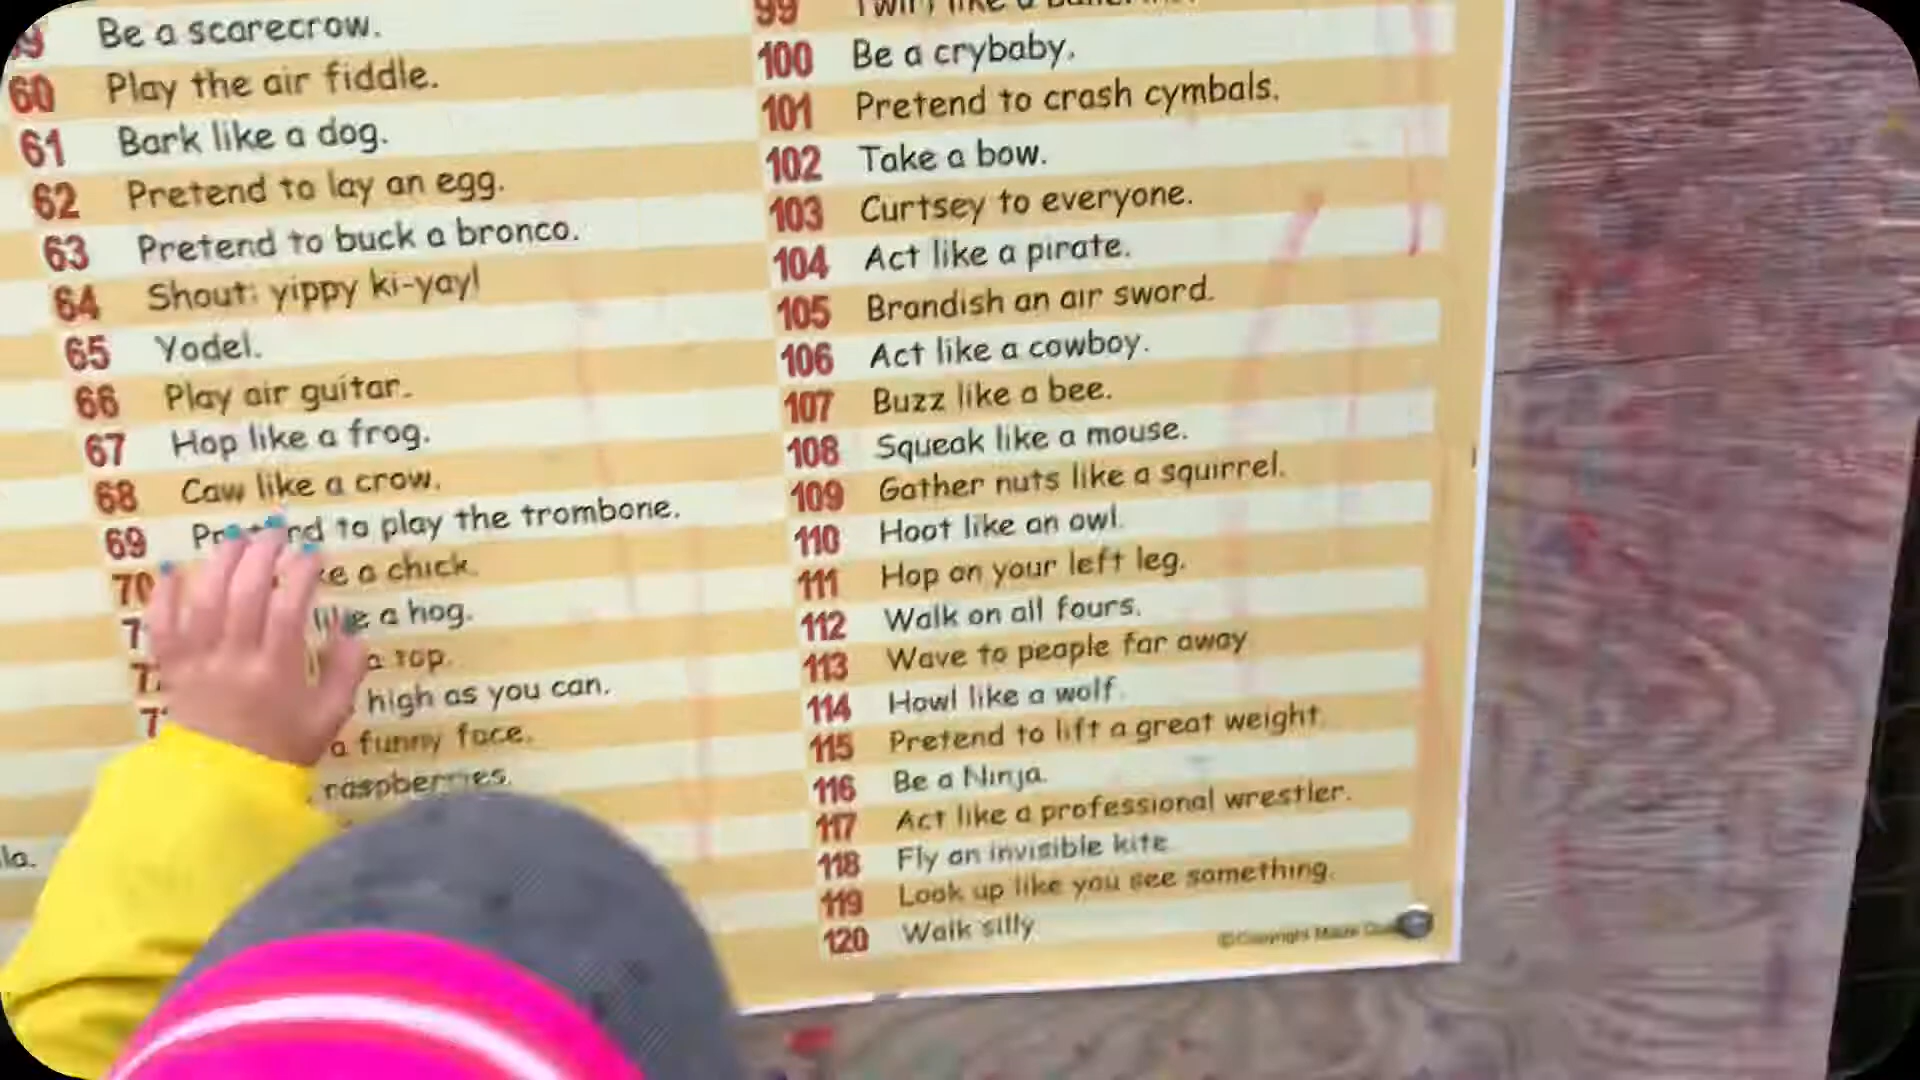 Be a scarecrow.
60 Play the air fiddle.
61 Bark like a dog.
62 Pretend to lay an egg.
63 Pretend to buck a bronco.
64 Shout: yippy ki-yay!
65 Yodel.
66 Play air guitar.
67 Hop like a frog.
68 Caw like a crow.
69 to play the trombone.
70 a chick.
like a hog.
a top.
high as you can.
a funny face.
raspberries.
99 like a
100 Be a crybaby.
101 Pretend to crash cymbals.
102 Take a bow.
103 Curtsey to everyone.
104 Act like a pirate.
105 Brandish an air sword.
106 Act like a cowboy.
107 Buzz like a bee.
108 Squeak like a mouse.
109 Gather nuts like a squirrel.
110 Hoot like an owl.
111 Hop on your left leg.
112 Walk on all fours.
113 Wave to people far away
114 Howl like a wolf.
115 Pretend to lift a great weight.
116 Be a Ninja.
117 Act like a professional wrestler.
118 Fly an invisible kite
119 Look up like you see something.
120 Walk silly
©Copyright Maize